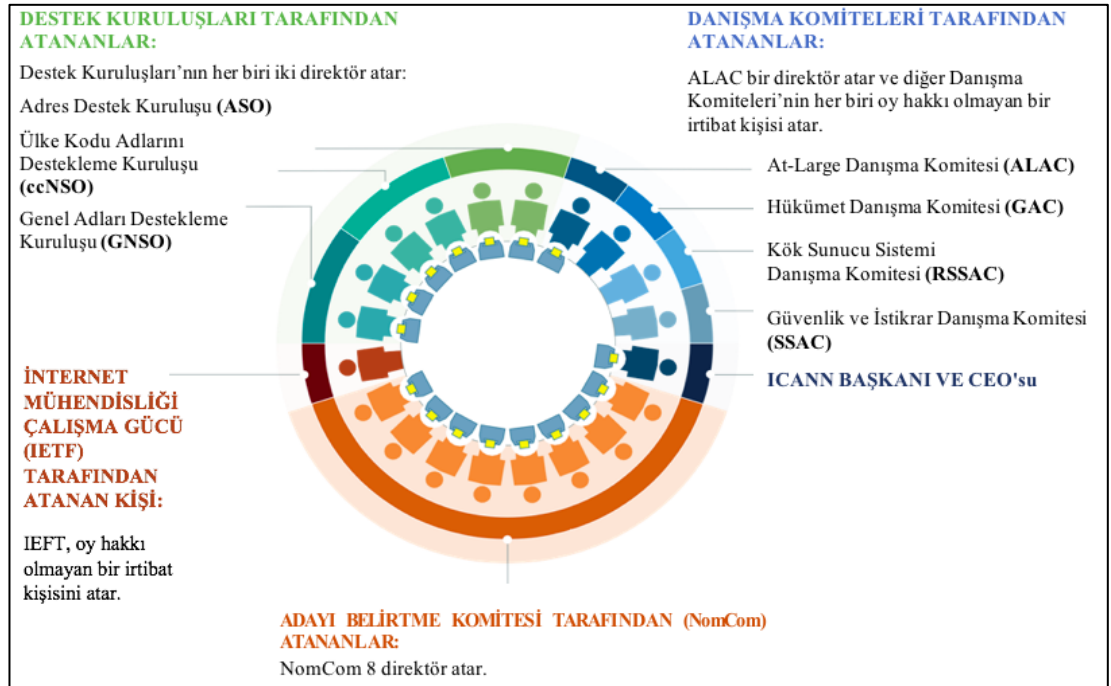 DESTEK KURULUŞLARI TARAFINDAN
ATANANLAR:
Destek Kuruluşları'nın her biri iki direktör atar:
Adres Destek Kuruluşu (ASO)
Ülke Kodu Adlarını
Destekleme Kuruluşu
(ccNSO)
Genel Adları Destekleme
Kuruluşu (GNSO)
DANIŞMA KOMİTELERİ TARAFINDAN
ATANANLAR:
ALAC bir direktör atar ve diğer Danışma
Komiteleri'nin her biri oy hakkı olmayan bir
irtibat kişisi atar.
At-Large Danışma Komitesi (ALAC)
Hükümet Danışma Komitesi (GAC)
Kök Sunucu Sistemi
Danışma Komitesi (RSSAC)
Güvenlik ve İstikrar Danışma Komitesi
(SSAC)
ICANN BAŞKANI VE CEO'su
İNTERNET
MÜHENDİSLİĞİ
ÇALIŞMA GÜCÜ
(IETF)
TARAFINDAN
ATANAN KİŞİ:
IEFT, oy hakkı
olmayan bir irtibat
kişisini atar.
ADAYI BELİRTME KOMİTESİ TARAFINDAN (NomCom)
ATANANLAR:
NomCom 8 direktör atar.